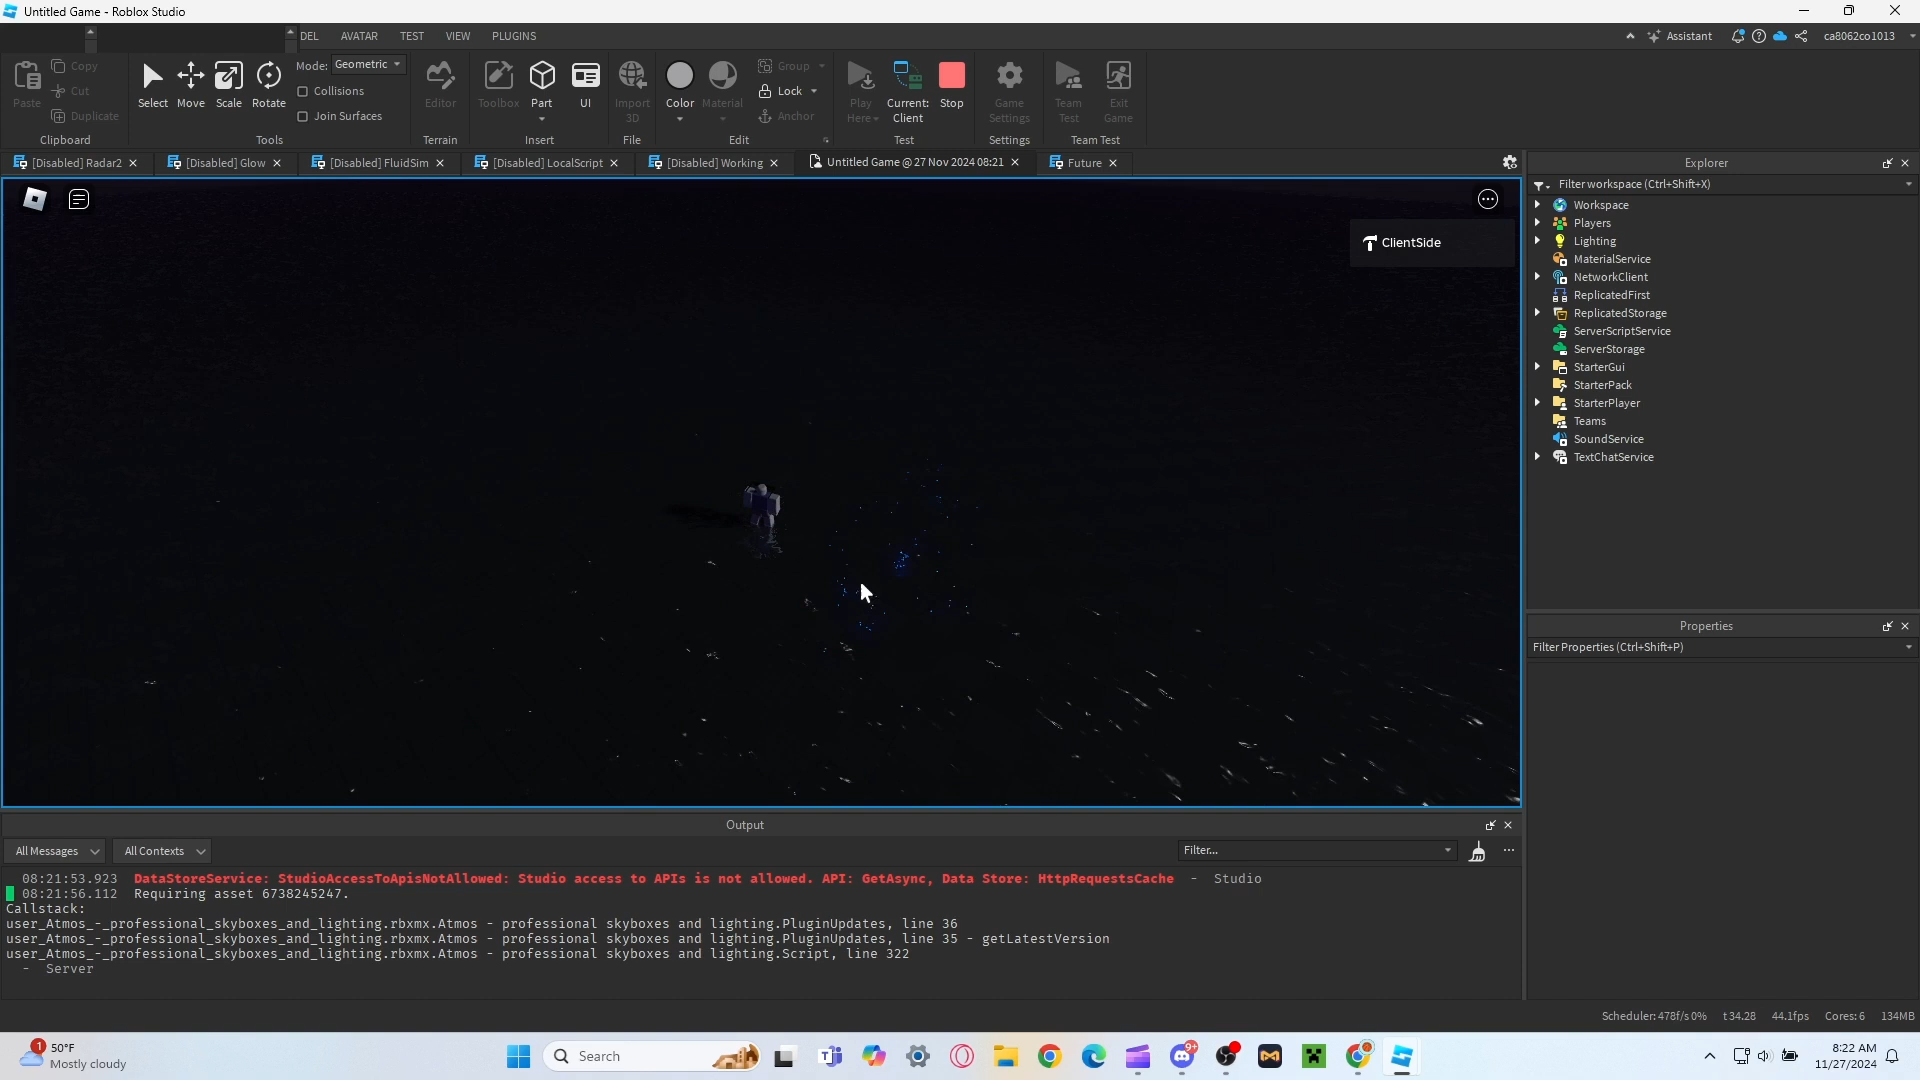 Untitled Game - Roblox Studio
DEL AVATAR TEST VIEW PLUGINS
Assistant ca8062co1013
Copy
Cut
Duplicate
Paste
Clipboard
Select Move Scale Rotate
Mode: Geometric
Collisions
Join Surfaces
Tools
Editor
Terrain
Toolbox Part UI
Insert
Import 3D
File
Color Material
Group
Lock
Anchor
Edit
Play Here Current: Client Stop
Test
Game Settings
Settings
Team Test Exit Game
Team Test
[Disabled] Radar2 [Disabled] Glow [Disabled] FluidSim [Disabled] LocalScript [Disabled] Working Untitled Game @ 27 Nov 2024 08:21 Future
ClientSide
Explorer
Filter workspace (Ctrl+Shift+X)
Workspace
Players
Lighting
MaterialService
NetworkClient
ReplicatedFirst
ReplicatedStorage
ServerScriptService
ServerStorage
StarterGui
StarterPack
StarterPlayer
Teams
SoundService
TextChatService
Properties
Filter Properties (Ctrl+Shift+P)
Output
All Messages All Contexts Filter...
08:21:53.923 DataStoreService: StudioAccessToApisNotAllowed: Studio access to APIs is not allowed. API: GetAsync, Data Store: HttpRequestsCache - Studio
08:21:56.112 Requiring asset 6738245247.
Callstack:
user_Atmos_-_professional_skyboxes_and_lighting.rbxmx.Atmos - professional skyboxes and lighting.PluginUpdates, line 36
user_Atmos_-_professional_skyboxes_and_lighting.rbxmx.Atmos - professional skyboxes and lighting.PluginUpdates, line 35 - getLatestVersion
user_Atmos_-_professional_skyboxes_and_lighting.rbxmx.Atmos - professional skyboxes and lighting.Script, line 322
- Server
Scheduler: 478f/s 0% t 34.28 44.1fps Cores: 6 134MB
1
50°F
Mostly cloudy
Search
9+
8:22 AM
11/27/2024